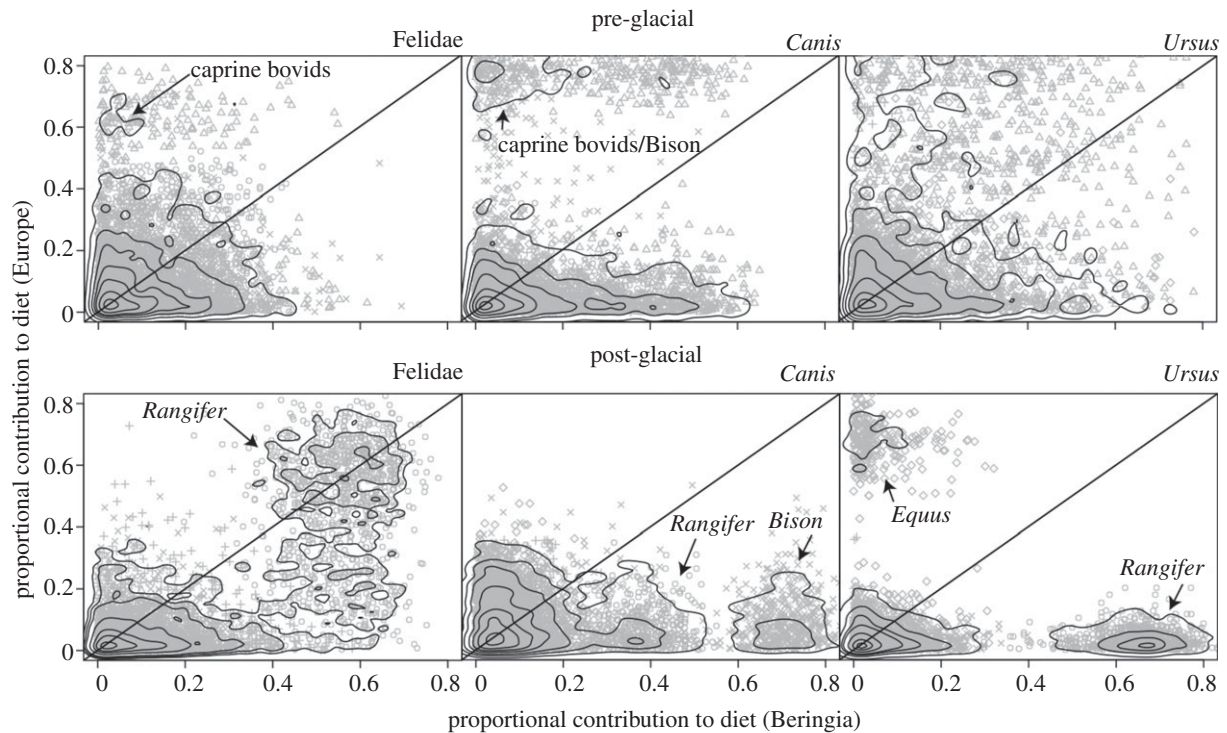 pre-glacial
Felidae
Canis
Ursus
proportional contribution to diet (Europe)
0.8
0.6
0.4
0.2
0
caprine bovids
caprine bovids/Bison
post-glacial
Felidae
Canis
Ursus
0.8
0.6
0.4
0.2
0
Rangifer
Rangifer
Bison
Equus
Rangifer
0 0.2 0.4 0.6 0.8 0 0.2 0.4 0.6 0.8 0 0.2 0.4 0.6 0.8
proportional contribution to diet (Beringia)